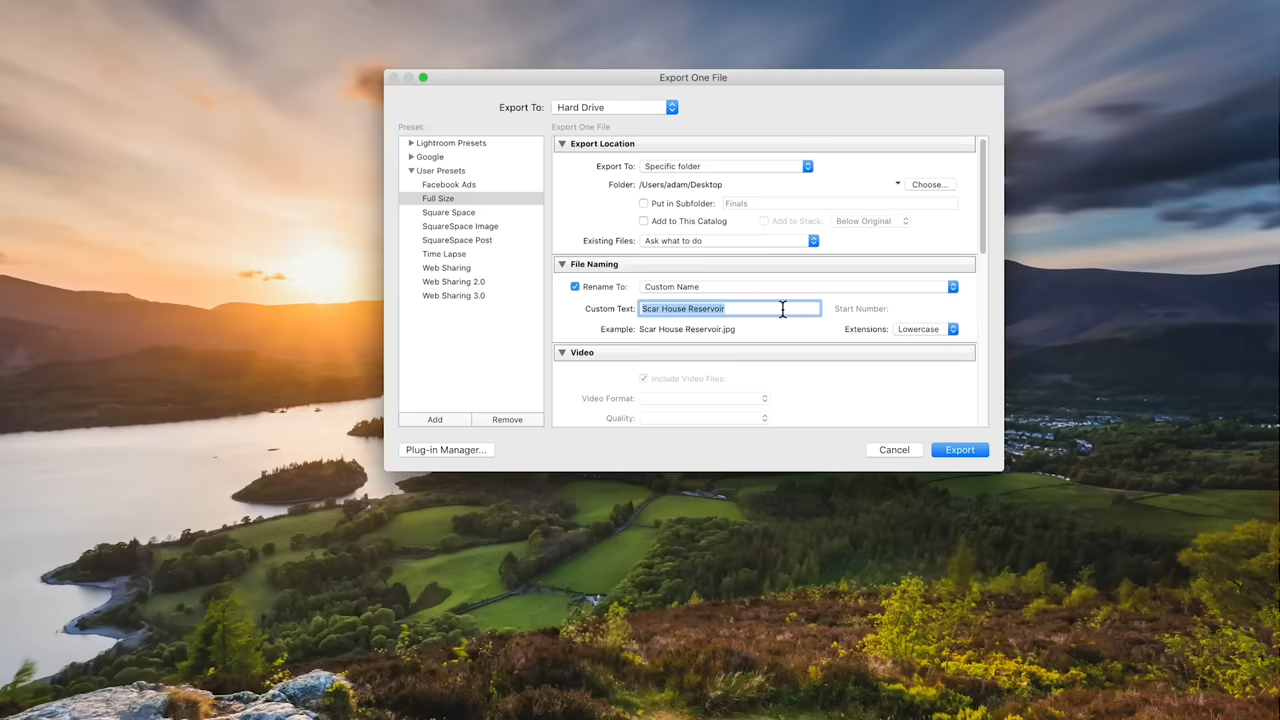 Export One File
Export To: Hard Drive
Preset:
Lightroom Presets
Google
User Presets
Facebook Ads
Full Size
Square Space
SquareSpace Image
SquareSpace Post
Time Lapse
Web Sharing
Web Sharing 2.0
Web Sharing 3.0
Add Remove
Export One File
Export Location
Export To: Specific folder
Folder: /Users/adam/Desktop Choose...
Put in Subfolder: Finals
Add to This Catalog Add to Stack: Below Original
Existing Files: Ask what to do
File Naming
Rename To: Custom Name
Custom Text: Scar House Reservoir Start Number:
Example: Scar House Reservoir.jpg Extensions: Lowercase
Video
Include Video Files:
Video Format:
Quality:
Plug-in Manager... Cancel Export